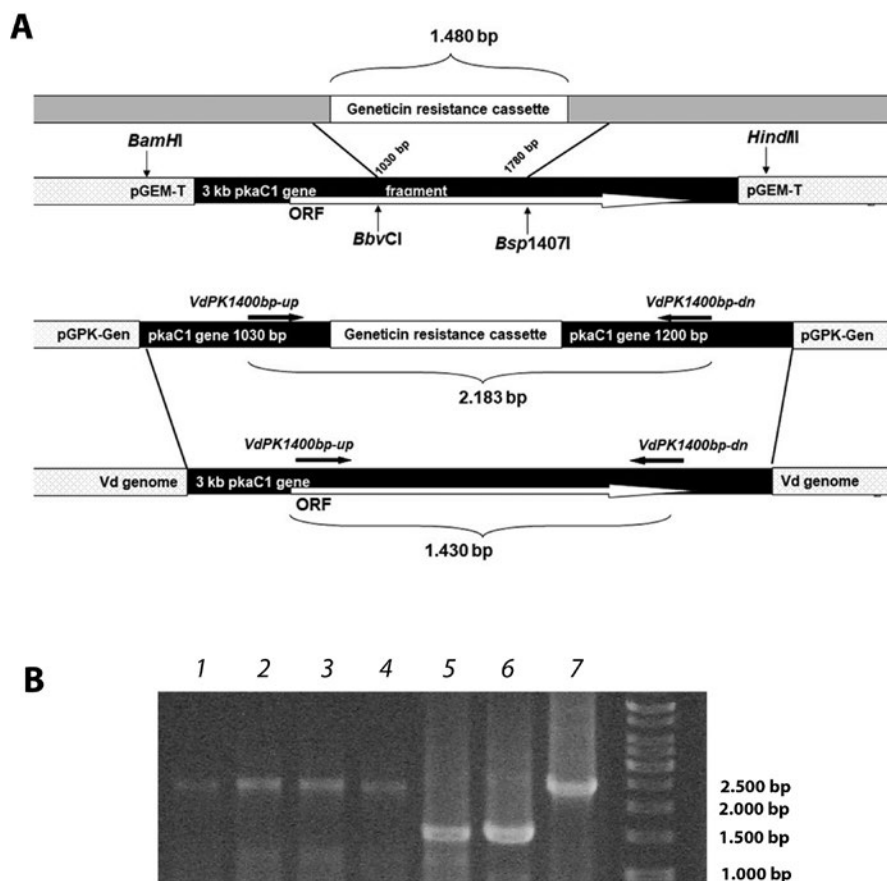 A
1.480 bp
Geneticin resistance cassette
BamHI
1030 bp
1780 bp
HindIII
pGEM-T
3 kb pkaC1 gene
fragment
pGEM-T
ORF
BbvCI
Bsp1407I
VdPK1400bp-up
VdPK1400bp-dn
pGPK-Gen
pkaC1 gene 1030 bp
Geneticin resistance cassette
pkaC1 gene 1200 bp
pGPK-Gen
2.183 bp
VdPK1400bp-up
VdPK1400bp-dn
Vd genome
3 kb pkaC1 gene
Vd genome
ORF
1.430 bp
B
1 2 3 4 5 6 7
2.500 bp
2.000 bp
1.500 bp
1.000 bp